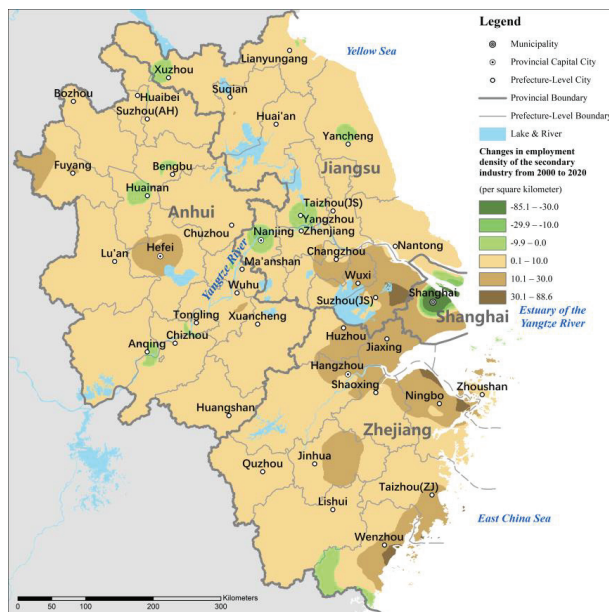 Legend
Municipality
Provincial Capital City
Prefecture-Level City
Provincial Boundary
Prefecture-Level Boundary
Lake & River
Changes in employment
density of the secondary
industry from 2000 to 2020
(per square kilometer)
-85.1 – -30.0
-29.9 – -10.0
-9.9 – 0.0
0.1 – 10.0
10.1 – 30.0
30.1 – 88.6
Yellow Sea
Lianyungang
Xuzhou
Bozhou
Huaibei
Suqian
Suzhou(AH)
Huai'an
Yancheng
Fuyang
Bengbu
Jiangsu
Huainan
Taizhou(JS)
Anhui
Yangzhou
Chuzhou
Nanjing
Zhenjiang
Hefei
Nantong
Lu'an
Changzhou
Ma'anshan
Yangtze River
Wuxi
Wuhu
Suzhou(JS)
Shanghai
Shanghai
Estuary of the
Yangtze River
Tongling
Xuancheng
Chizhou
Huzhou
Anqing
Jiaxing
Hangzhou
Shaoxing
Zhoushan
Ningbo
Huangshan
Zhejiang
Jinhua
Quzhou
Taizhou(ZJ)
Lishui
East China Sea
Wenzhou
Kilometers
0 50 100 200 300